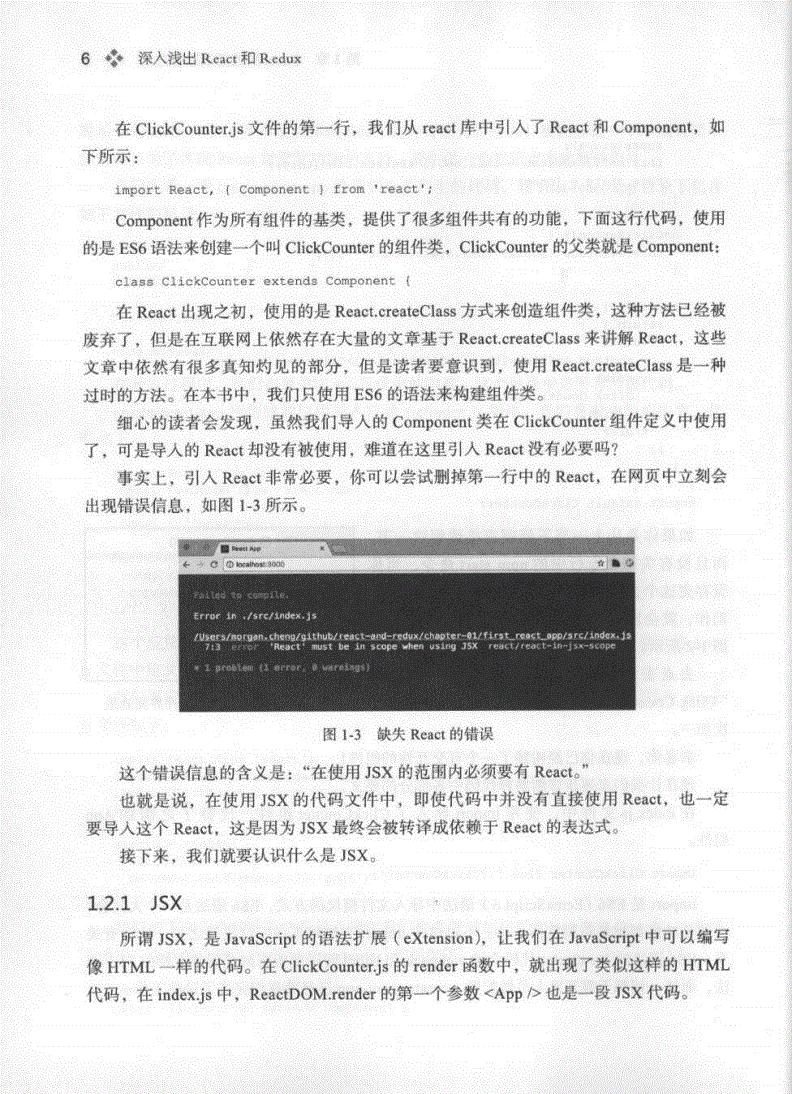 6 深入浅出 React 和 Redux
在 ClickCounter.js 文件的第一行，我们从 react 库中引入了 React 和 Component，如
下所示：
import React, { Component } from 'react';
Component 作为所有组件的基类，提供了很多组件共有的功能，下面这行代码，使用
的是 ES6 语法来创建一个叫 ClickCounter 的组件类，ClickCounter 的父类就是 Component：
class ClickCounter extends Component {
在 React 出现之初，使用的是 React.createClass 方式来创造组件类，这种方法已经被
废弃了，但是在互联网上依然存在大量的文章基于 React.createClass 来讲解 React，这些
文章中依然有很多真知灼见的部分，但是读者要意识到，使用 React.createClass 是一种
过时的方法。在本书中，我们只使用 ES6 的语法来构建组件类。
细心的读者会发现，虽然我们导入的 Component 类在 ClickCounter 组件定义中使用
了，可是导入的 React 却没有被使用，难道在这里引入 React 没有必要吗？
事实上，引入 React 非常必要，你可以尝试删掉第一行中的 React，在网页中立刻会
出现错误信息，如图 1-3 所示。
React App
localhost:3000
Failed to compile.
Error in ./src/index.js
/Users/morgan.cheng/github/react-and-redux/chapter-01/first_react_app/src/index.js
7:3 error 'React' must be in scope when using JSX react/react-in-jsx-scope
1 problem (1 error, 0 warnings)
图 1-3 缺失 React 的错误
这个错误信息的含义是：“在使用 JSX 的范围内必须要有 React。”
也就是说，在使用 JSX 的代码文件中，即使代码中并没有直接使用 React，也一定
要导入这个 React，这是因为 JSX 最终会被转译成依赖于 React 的表达式。
接下来，我们就要认识什么是 JSX。
1.2.1 JSX
所谓 JSX，是 JavaScript 的语法扩展（eXtension），让我们在 JavaScript 中可以编写
像 HTML 一样的代码。在 ClickCounter.js 的 render 函数中，就出现了类似这样的 HTML
代码，在 index.js 中，ReactDOM.render 的第一个参数 <App /> 也是一段 JSX 代码。